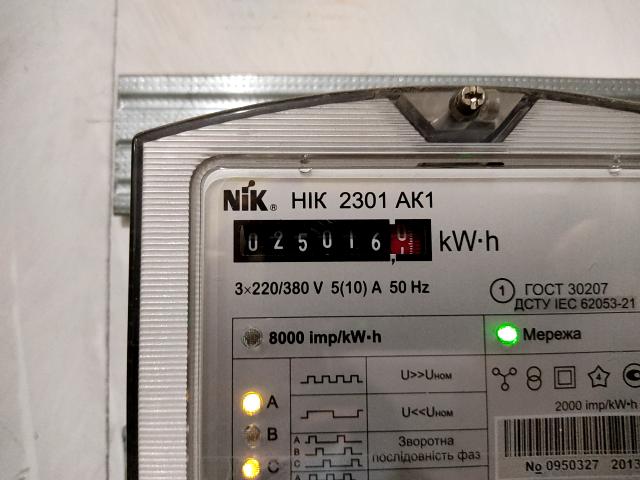 NiK® НІК 2301 АК1
025016 kW·h
3×220/380 V 5(10) A 50 Hz
1 ГОСТ 30207
ДСТУ IEC 62053-21
8000 imp/kW·h
Мережа
A
U>>Uном
B
U<<Uном
C
A
B
C
A
Зворотна
послідовність фаз
4
2000 imp/kW·h
№ 0950327 2013